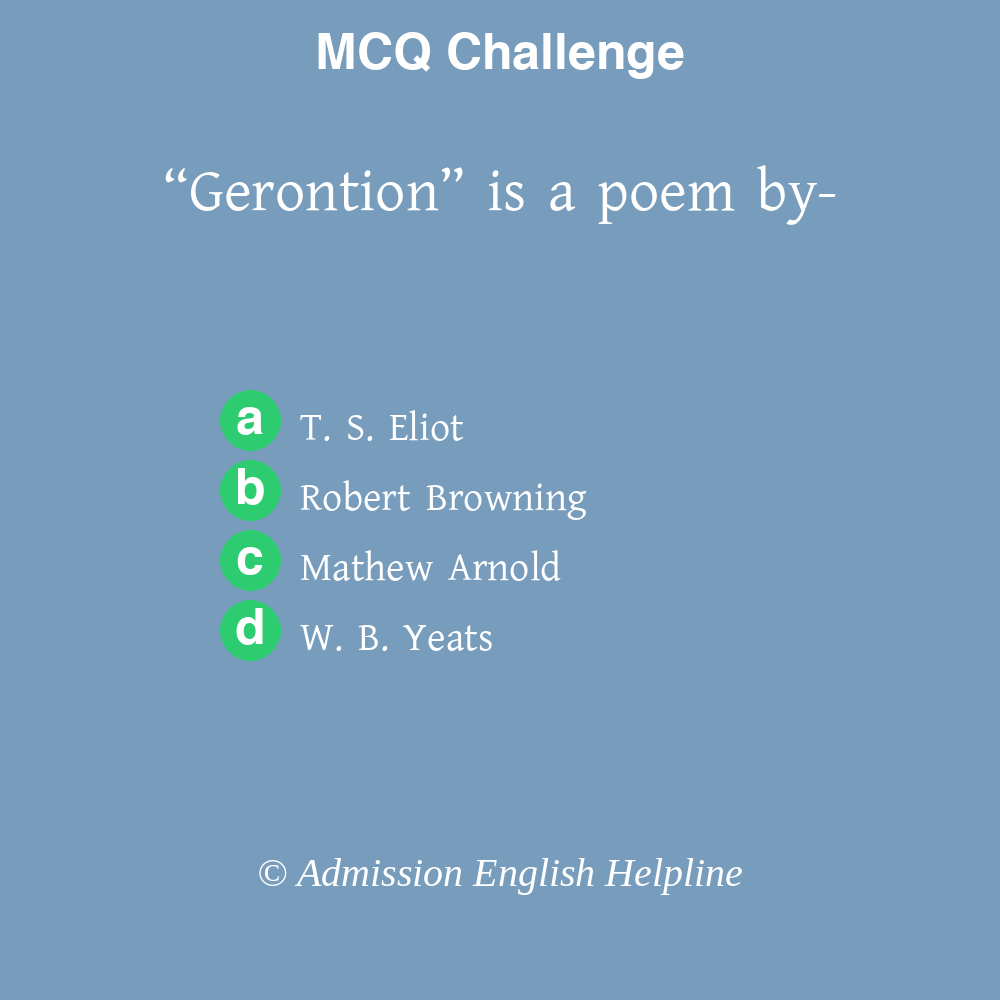 MCQ Challenge
“Gerontion” is a poem by-
a T. S. Eliot
b Robert Browning
c Mathew Arnold
d W. B. Yeats
© Admission English Helpline